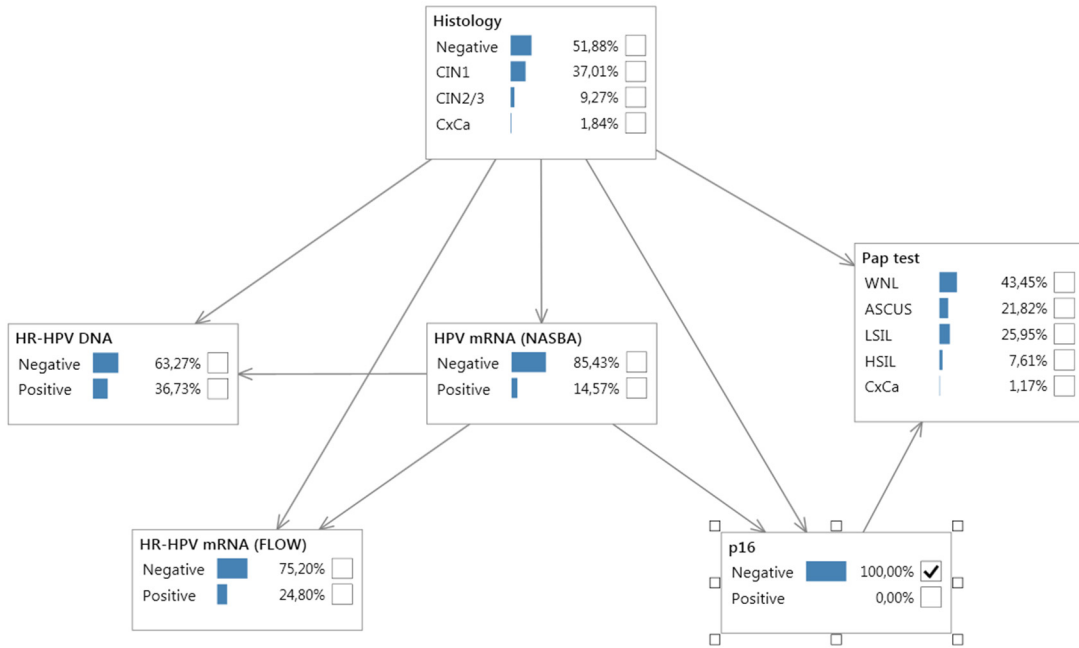 Histology
Negative 51,88%
CIN1 37,01%
CIN2/3 9,27%
CxCa 1,84%
Pap test
WNL 43,45%
ASCUS 21,82%
LSIL 25,95%
HSIL 7,61%
CxCa 1,17%
HR-HPV DNA
Negative 63,27%
Positive 36,73%
HPV mRNA (NASBA)
Negative 85,43%
Positive 14,57%
HR-HPV mRNA (FLOW)
Negative 75,20%
Positive 24,80%
p16
Negative 100,00%
Positive 0,00%